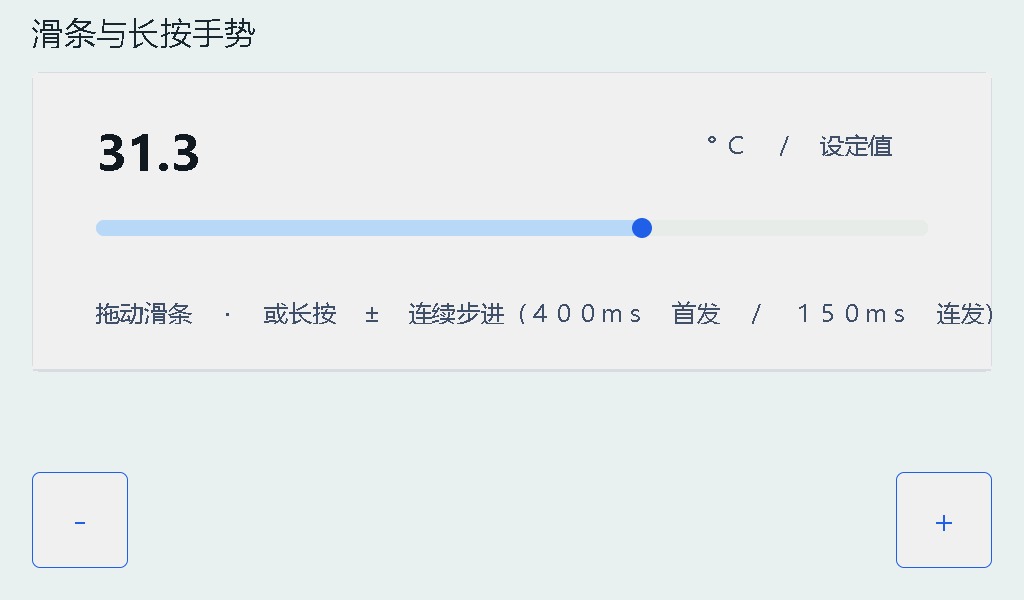 滑条与长按手势
31.3
°C / 设定值
拖动滑条 · 或长按 ± 连续步进(400ms 首发 / 150ms 连发)
-
+